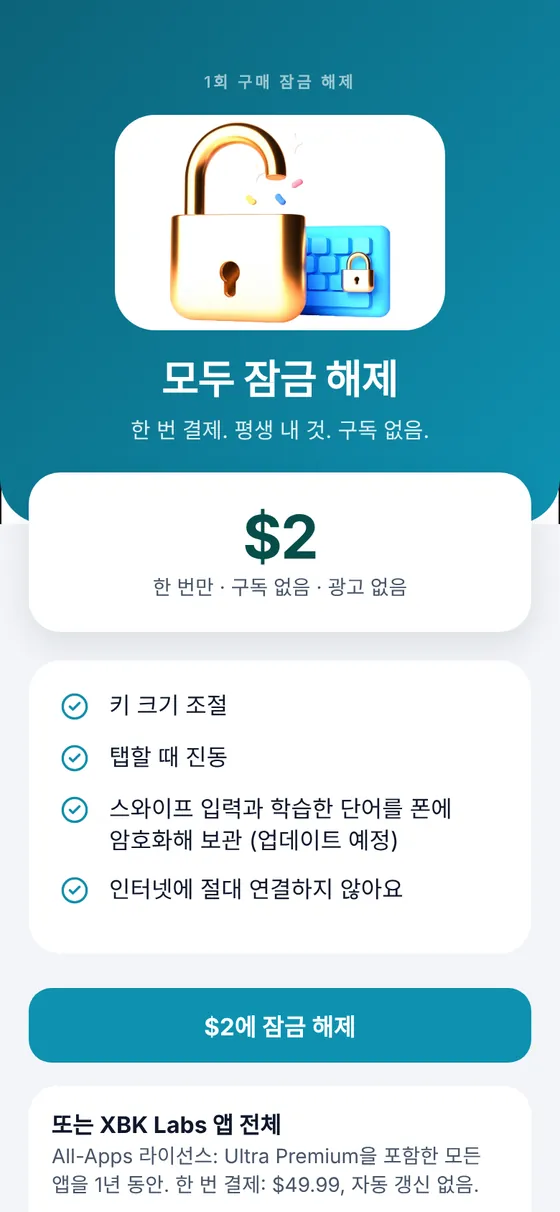 1회 구매 잠금 해제
모두 잠금 해제
한 번 결제. 평생 내 것. 구독 없음.
$2
한 번만 · 구독 없음 · 광고 없음
키 크기 조절
탭할 때 진동
스와이프 입력과 학습한 단어를 폰에
암호화해 보관 (업데이트 예정)
인터넷에 절대 연결하지 않아요
$2에 잠금 해제
또는 XBK Labs 앱 전체
All-Apps 라이선스: Ultra Premium을 포함한 모든
앱을 1년 동안. 한 번 결제: $49.99, 자동 갱신 없음.